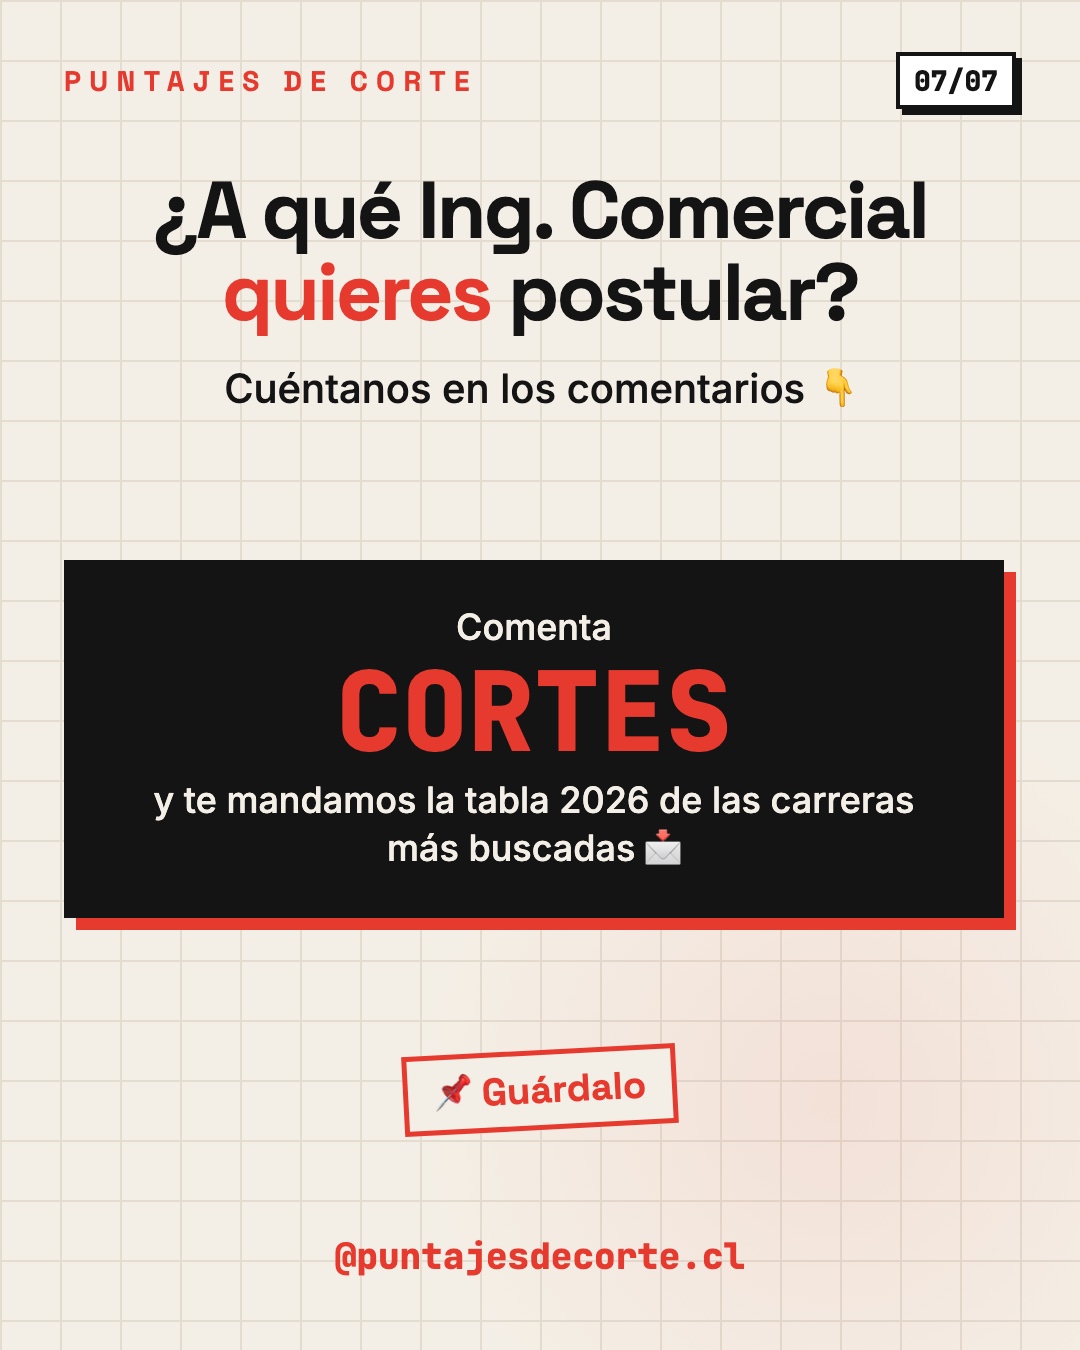 PUNTAJES DE CORTE
07/07
¿A qué Ing. Comercial
quieres postular?
Cuéntanos en los comentarios 👇
Comenta
CORTES
y te mandamos la tabla 2026 de las carreras
más buscadas 📩
📌 Guárdalo
@puntajesdecorte.cl